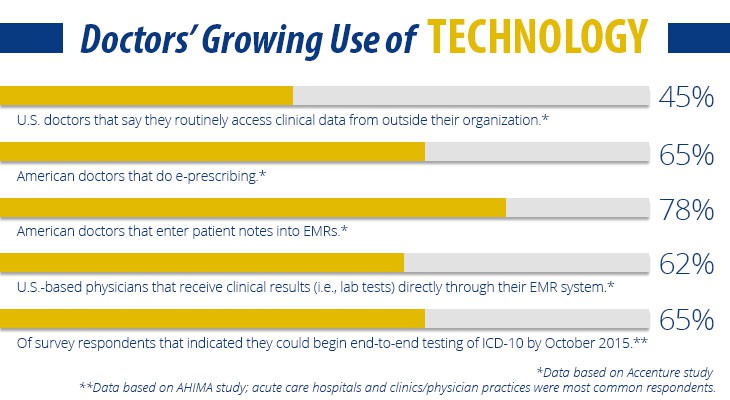 Doctors’ Growing Use of TECHNOLOGY
45%
U.S. doctors that say they routinely access clinical data from outside their organization.*
65%
American doctors that do e-prescribing.*
78%
American doctors that enter patient notes into EMRs.*
62%
U.S.-based physicians that receive clinical results (i.e., lab tests) directly through their EMR system.*
65%
Of survey respondents that indicated they could begin end-to-end testing of ICD-10 by October 2015.**
*Data based on Accenture study
**Data based on AHIMA study; acute care hospitals and clinics/physician practices were most common respondents.